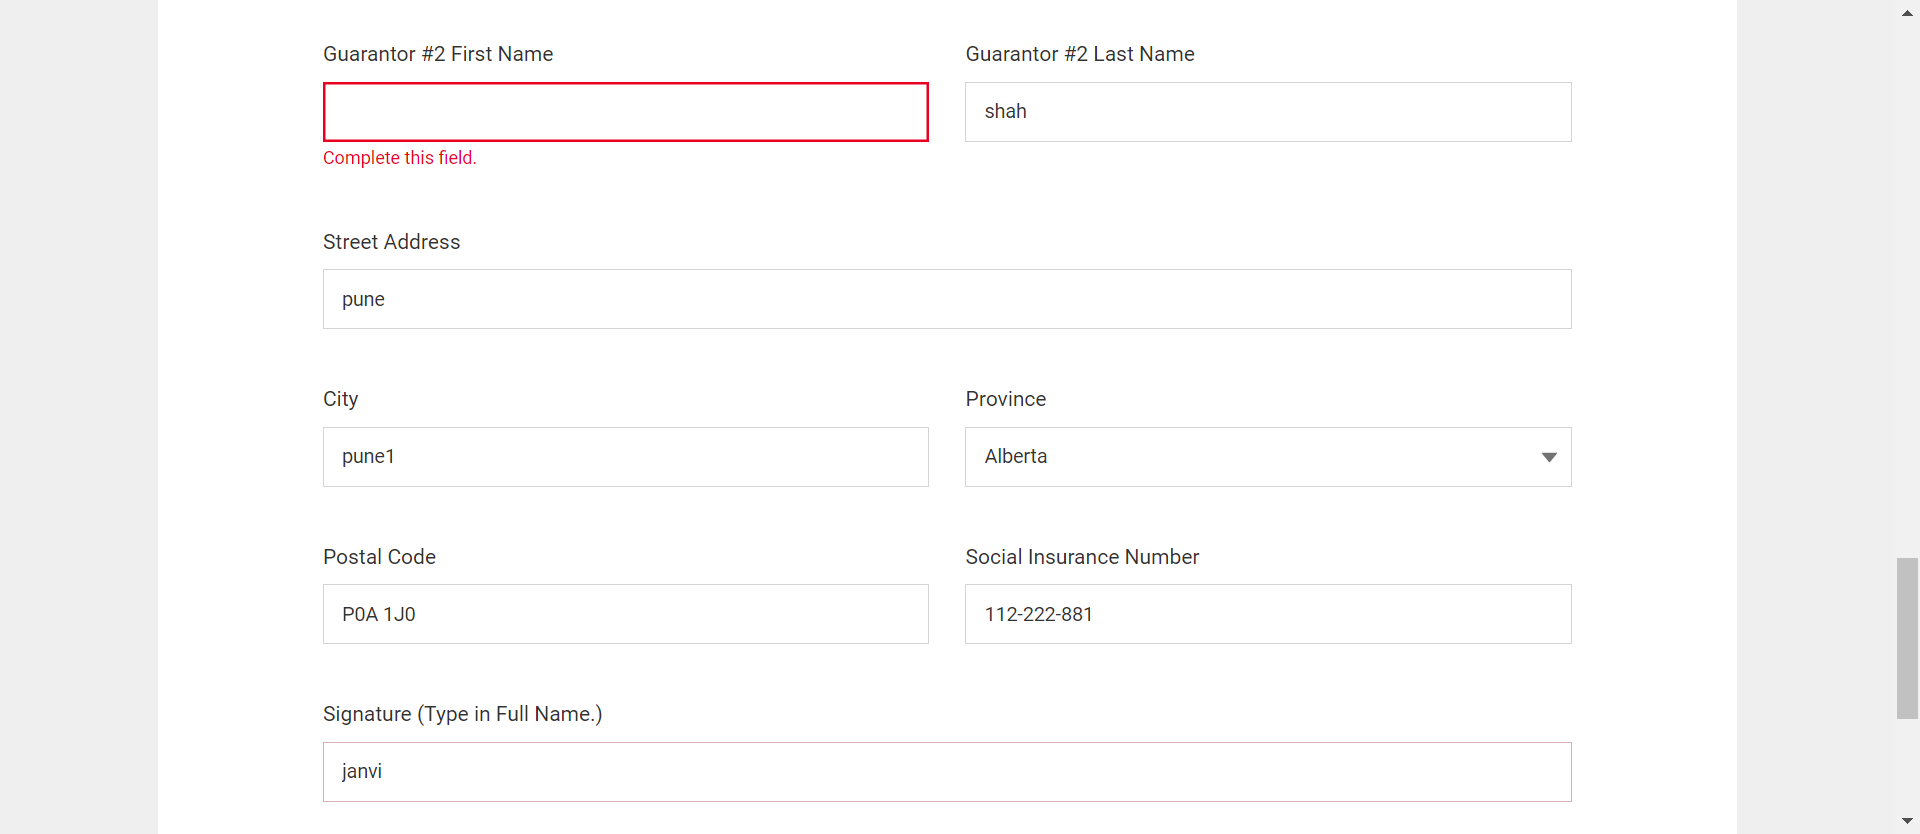 Guarantor #2 First Name
Guarantor #2 Last Name
shah
Complete this field.
Street Address
pune
City
Province
pune1
Alberta
Postal Code
Social Insurance Number
P0A 1J0
112-222-881
Signature (Type in Full Name.)
janvi